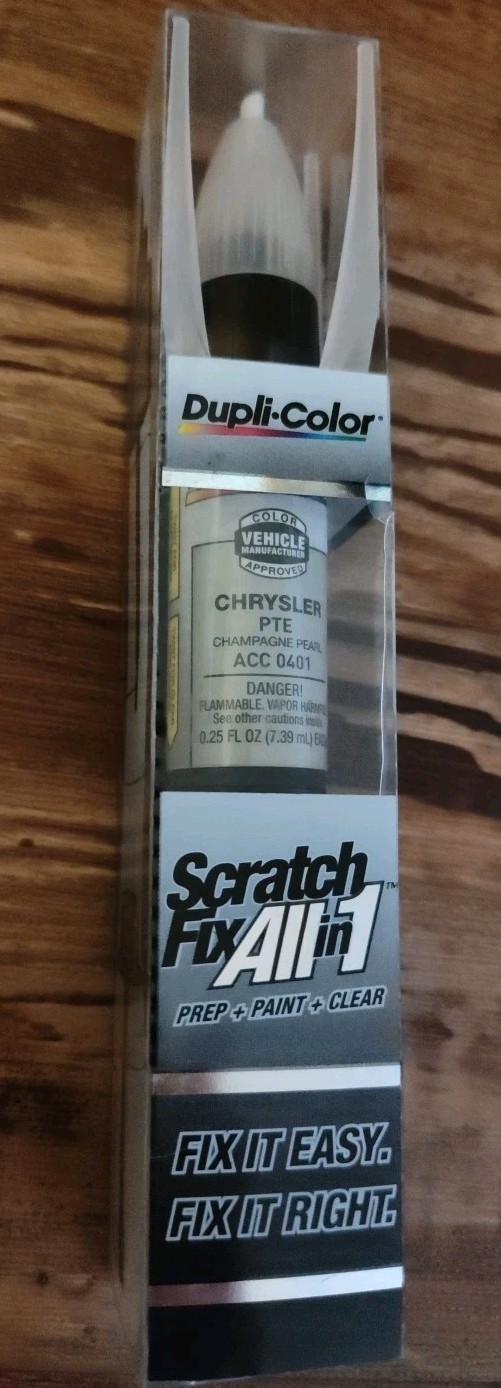 Dupli·Color®
COLOR
VEHICLE
MANUFACTURER
APPROVED
CHRYSLER
PTE
CHAMPAGNE PEARL
ACC 0401
DANGER!
FLAMMABLE. VAPOR
See other cautions
0.25 FL OZ (7.39 mL)
Scratch
Fix All in 1™
PREP + PAINT + CLEAR
FIX IT EASY.
FIX IT RIGHT.